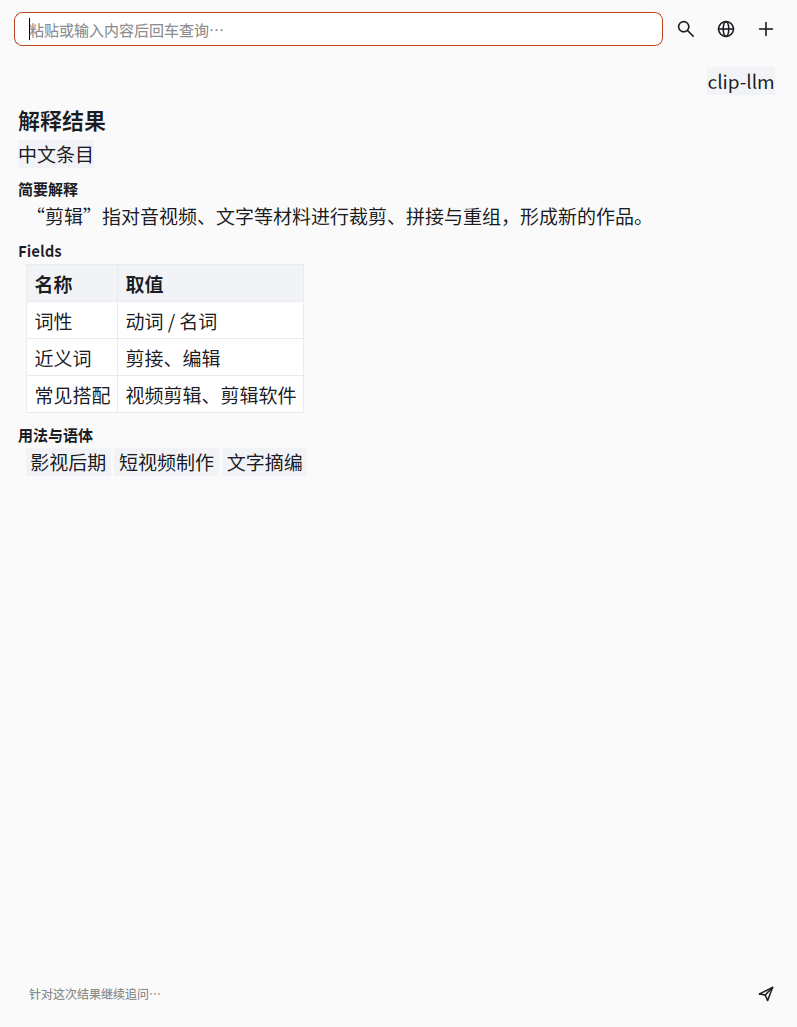 粘贴或输入内容后回车查询…
clip-llm
解释结果
中文条目
简要解释
“剪辑”指对音视频、文字等材料进行裁剪、拼接与重组，形成新的作品。
Fields
名称 取值
词性 动词 / 名词
近义词 剪接、编辑
常见搭配 视频剪辑、剪辑软件
用法与语体
影视后期 短视频制作 文字摘编
针对这次结果继续追问…